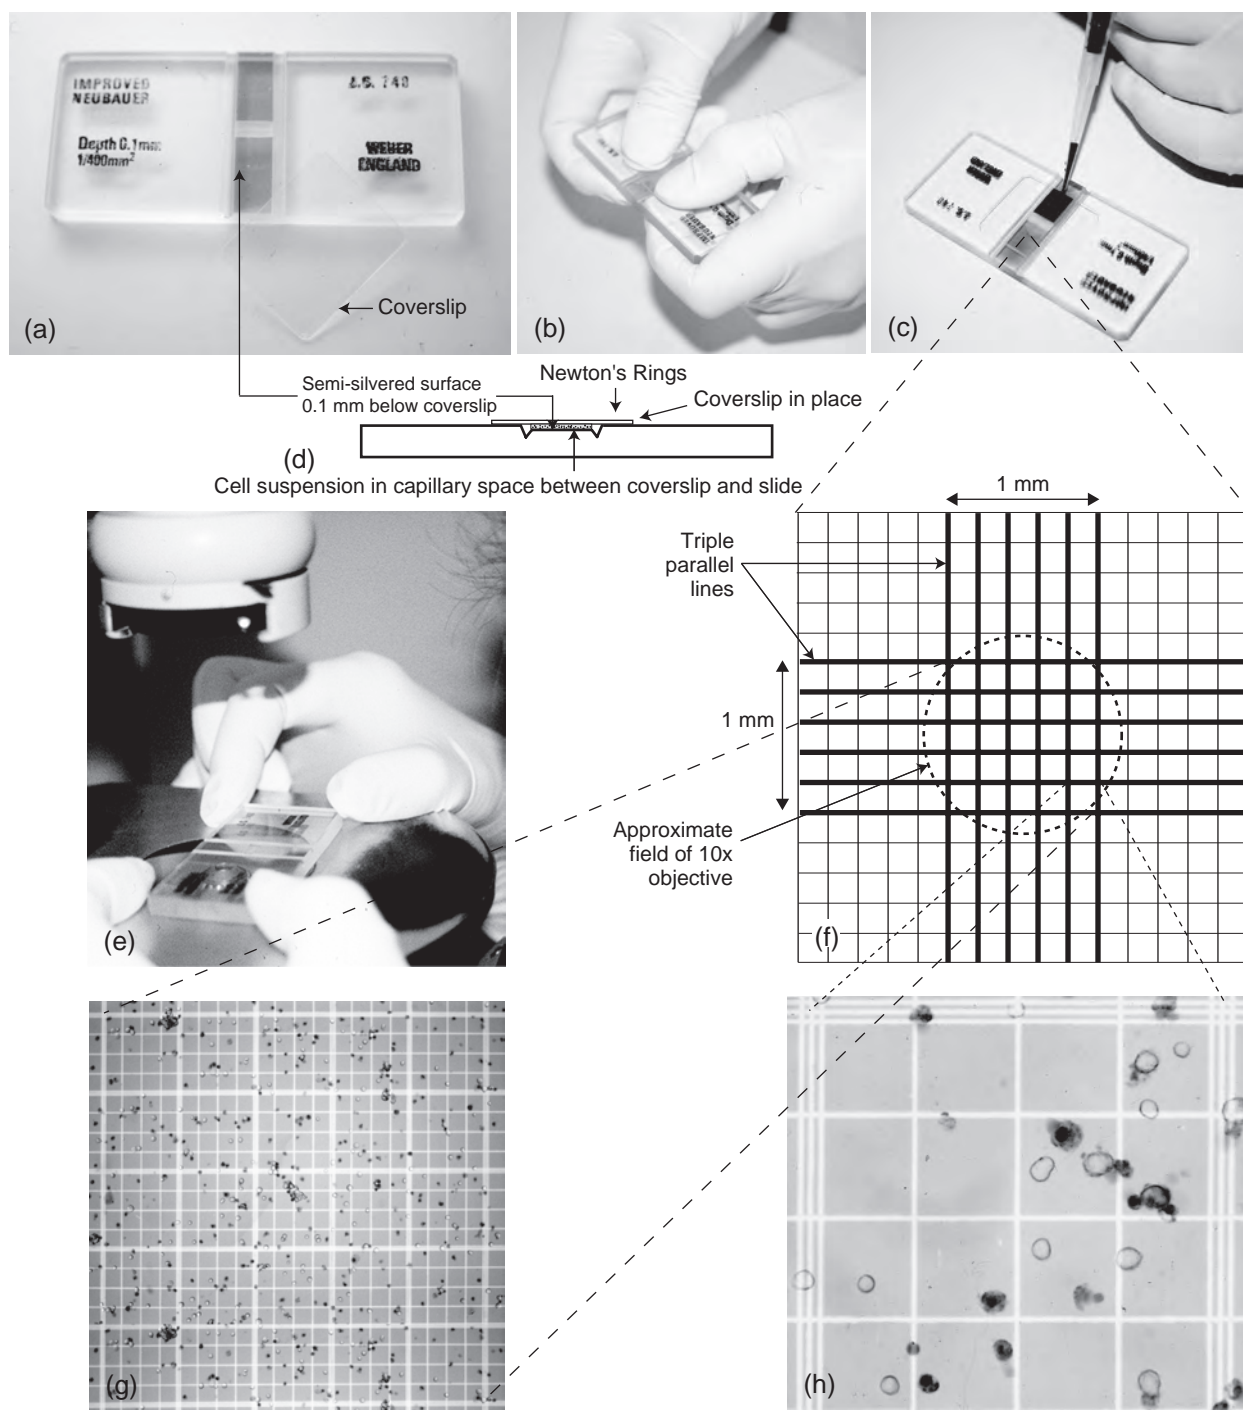 IMPROVED
NEUBAUER
Depth 0.1mm
1/400mm²
J.S. 740
WEBER
ENGLAND
Coverslip
(a)
(b)
(c)
Semi-silvered surface
0.1 mm below coverslip
Newton's Rings
Coverslip in place
(d)
Cell suspension in capillary space between coverslip and slide
1 mm
Triple
parallel
lines
1 mm
Approximate
field of 10x
objective
(e)
(f)
(g)
(h)